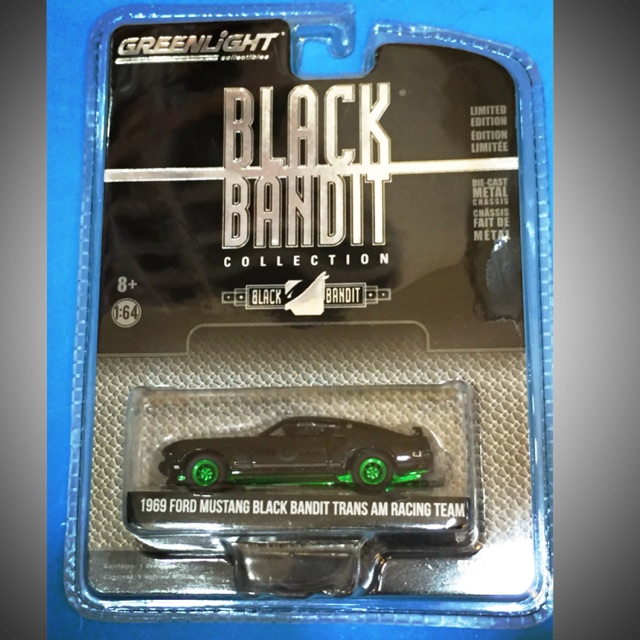 GREENLIGHT
collectibles
BLACK
BANDIT
COLLECTION
BLACK BANDIT
LIMITED
EDITION
ÉDITION
LIMITÉE
DIE-CAST
METAL
CHASSIS
CHÂSSIS
FAIT DE
METAL
8+
1:64
1969 FORD MUSTANG BLACK BANDIT TRANS AM RACING TEAM